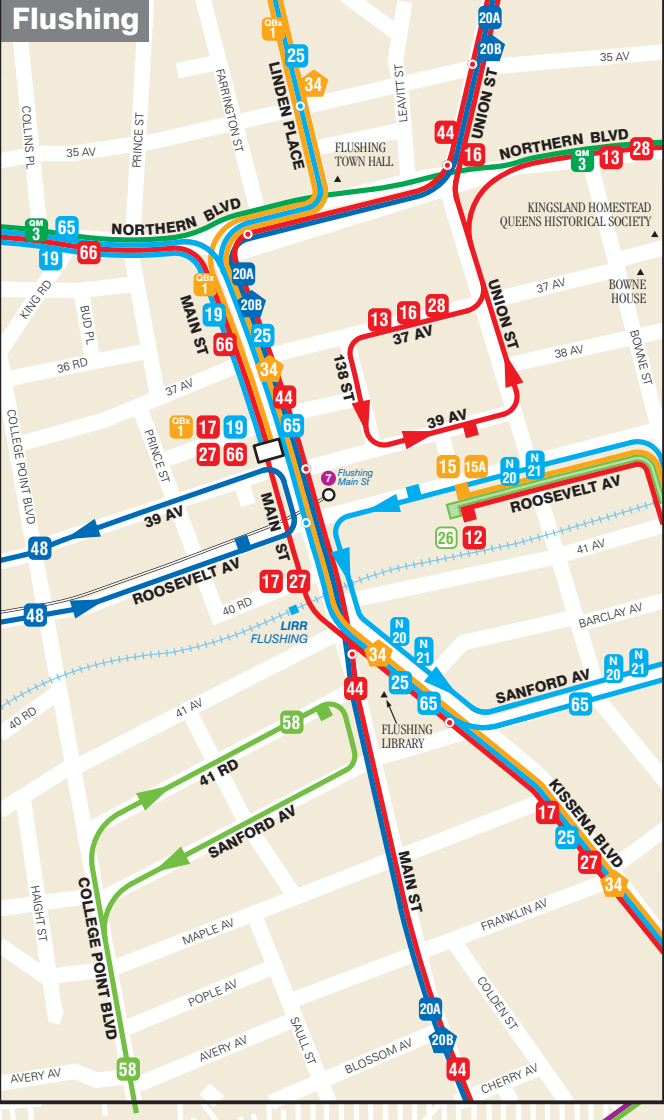 Flushing
QBx
1
25
34
20A
20B
35 AV
COLLINS PL
PRINCE ST
FARRINGTON ST
LINDEN PLACE
LEAVITT ST
UNION ST
44
16
35 AV
FLUSHING
TOWN HALL
NORTHERN BLVD
QM
3
13
28
KINGSLAND HOMESTEAD
QUEENS HISTORICAL SOCIETY
NORTHERN BLVD
QM
3
65
19
66
20A
20B
QBx
1
19
66
25
34
44
65
KING RD
BUD PL
MAIN ST
BOWNE
HOUSE
37 AV
13
16
28
37 AV
UNION ST
38 AV
BOWNE ST
36 RD
37 AV
138 ST
39 AV
QBx
1
17
19
27
66
COLLEGE POINT BLVD
PRINCE ST
7
Flushing
Main St
15
15A
N
20
N
21
ROOSEVELT AV
26
12
39 AV
48
MAIN ST
41 AV
ROOSEVELT AV
48
17
27
40 RD
LIRR
FLUSHING
BARCLAY AV
N
20
N
21
34
25
65
N
20
N
21
SANFORD AV
65
44
40 RD
41 AV
58
FLUSHING
LIBRARY
41 RD
SANFORD AV
KISSENA BLVD
17
25
27
34
HAIGHT ST
COLLEGE POINT BLVD
MAIN ST
MAPLE AV
FRANKLIN AV
POPLE AV
COLDEN ST
SAULL ST
20A
20B
44
AVERY AV
BLOSSOM AV
CHERRY AV
AVERY AV
58